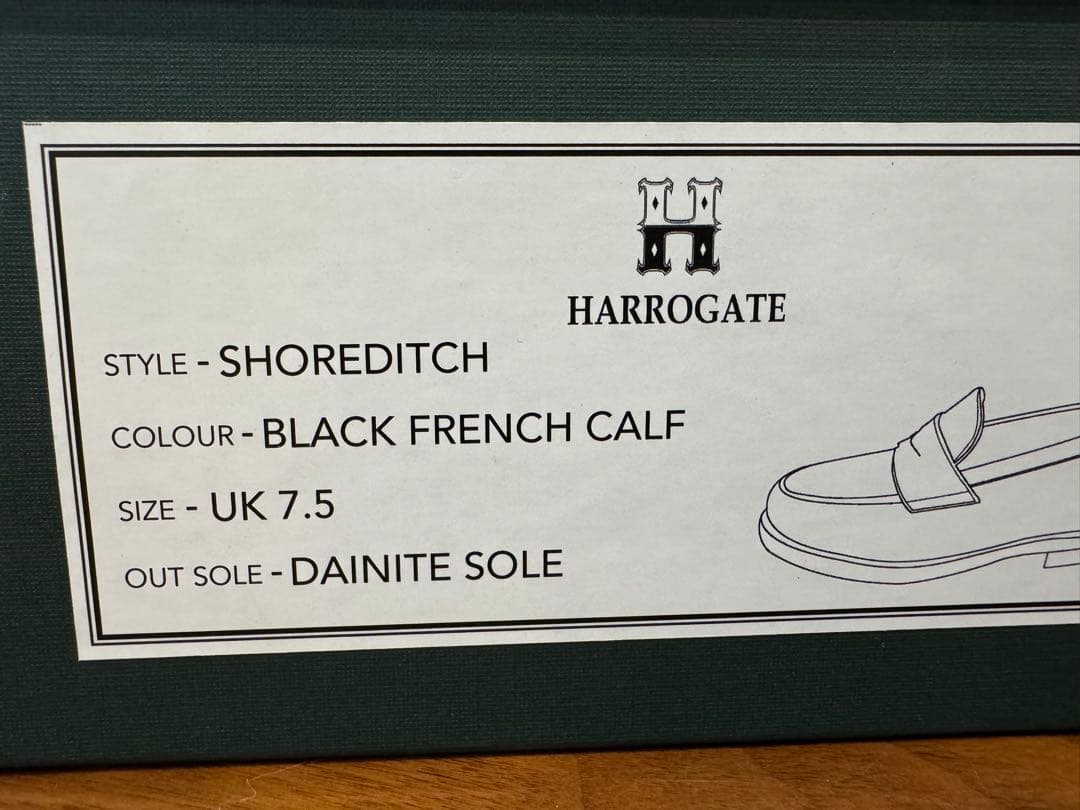 H
HARROGATE
STYLE - SHOREDITCH
COLOUR - BLACK FRENCH CALF
SIZE - UK 7.5
OUT SOLE - DAINITE SOLE